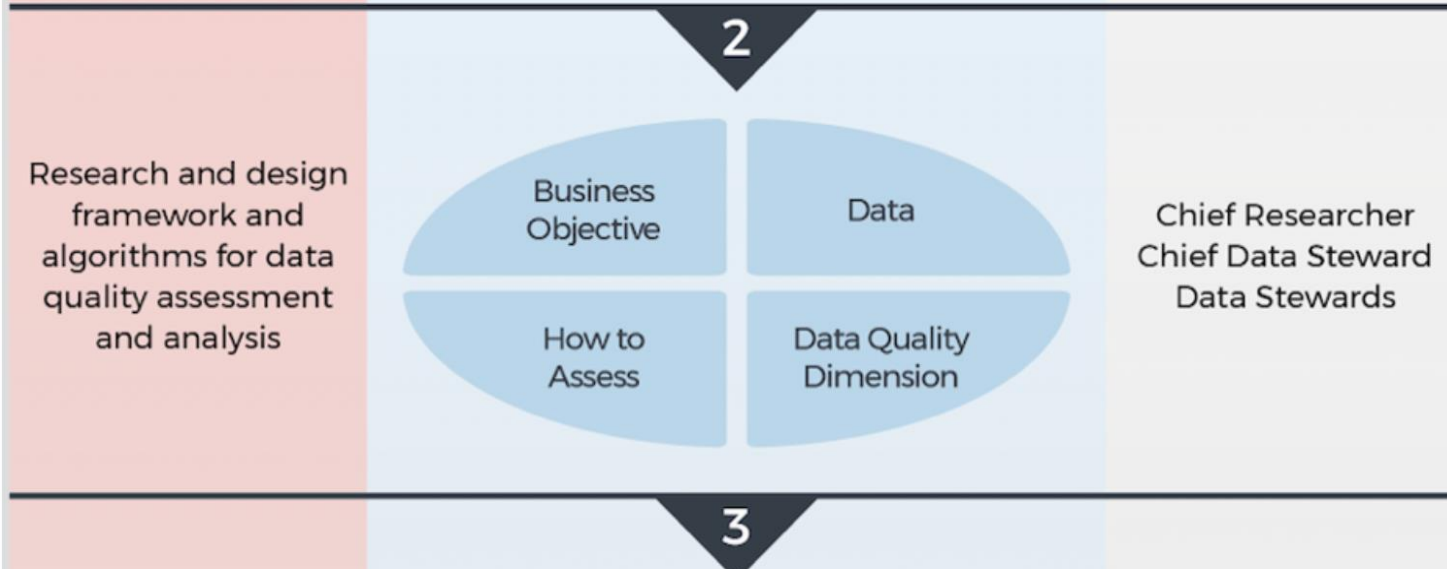 2
Research and design
framework and
algorithms for data
quality assessment
and analysis
Business
Objective
Data
How to
Assess
Data Quality
Dimension
Chief Researcher
Chief Data Steward
Data Stewards
3